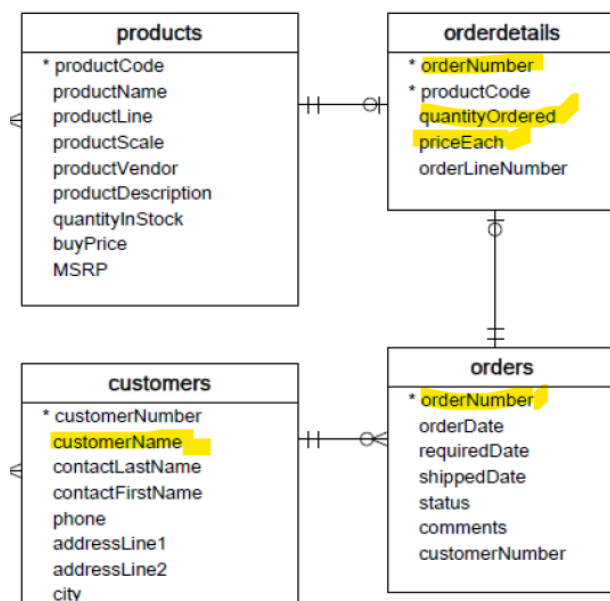 products
* productCode
productName
productLine
productScale
productVendor
productDescription
quantityInStock
buyPrice
MSRP
orderdetails
* orderNumber
* productCode
quantityOrdered
priceEach
orderLineNumber
customers
* customerNumber
customerName
contactLastName
contactFirstName
phone
addressLine1
addressLine2
city
orders
* orderNumber
orderDate
requiredDate
shippedDate
status
comments
customerNumber